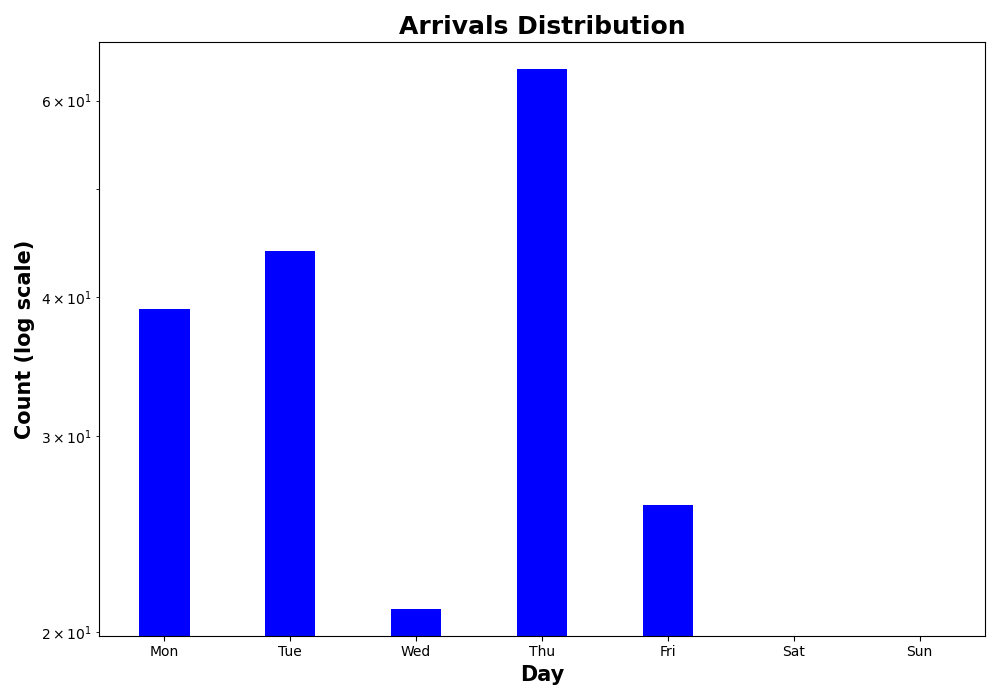 Arrivals Distribution
6 × 10¹
4 × 10¹
3 × 10¹
2 × 10¹
Count (log scale)
Mon Tue Wed Thu Fri Sat Sun
Day